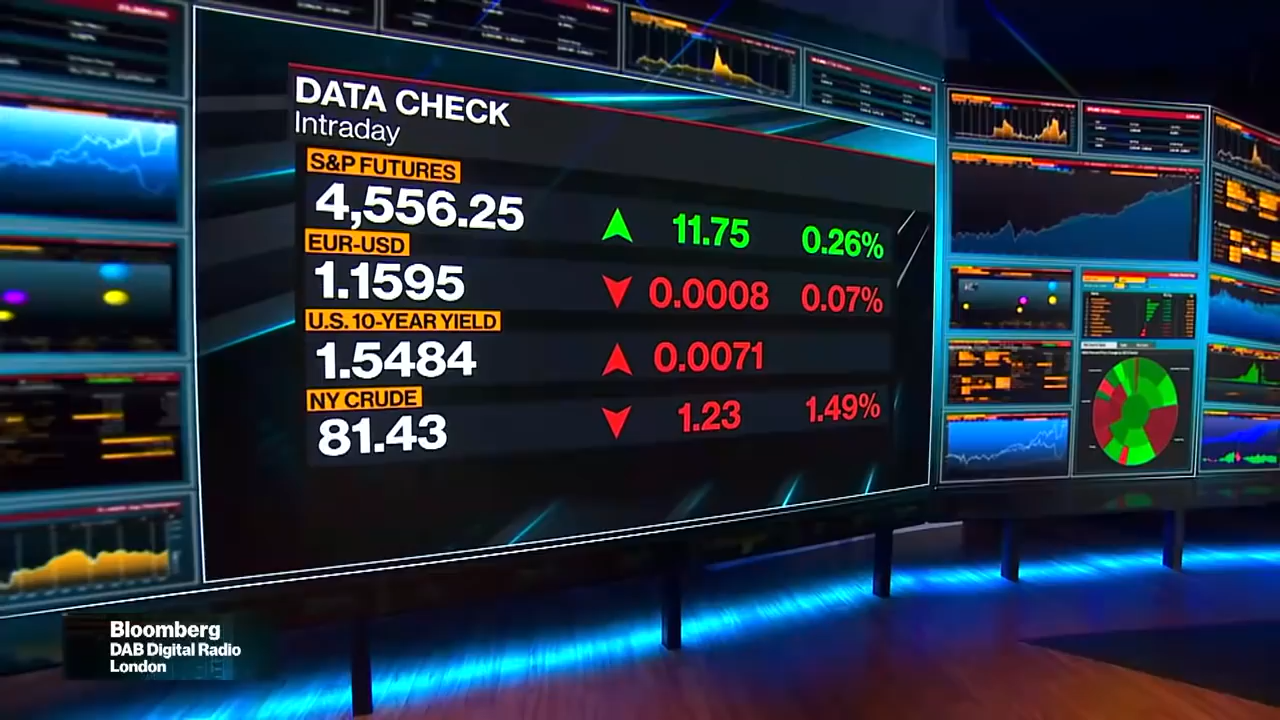 DATA CHECK
Intraday
S&P FUTURES
4,556.25 11.75 0.26%
EUR-USD
1.1595 0.0008 0.07%
U.S. 10-YEAR YIELD
1.5484 0.0071
NY CRUDE
81.43 1.23 1.49%
Bloomberg
DAB Digital Radio
London